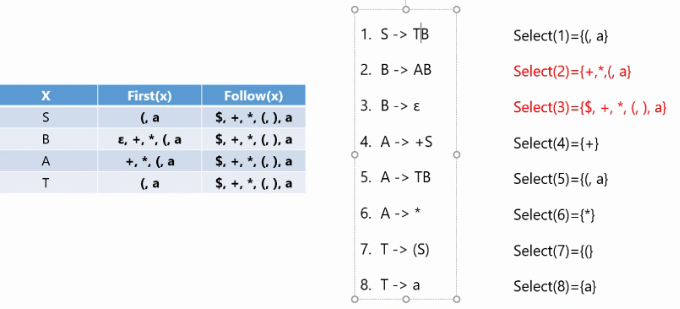 X First(x) Follow(x)
S (, a $, +, *, (, ), a
B ε, +, *, (, a $, +, *, (, ), a
A +, *, (, a $, +, *, (, ), a
T (, a $, +, *, (, ), a
1. S -> TB Select(1)={(, a}
2. B -> AB Select(2)={+,*,(, a}
3. B -> ε Select(3)={$, +, *, (, ), a}
4. A -> +S Select(4)={+}
5. A -> TB Select(5)={(, a}
6. A -> * Select(6)={*}
7. T -> (S) Select(7)={(}
8. T -> a Select(8)={a}